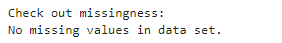 Check out missingness:
No missing values in data set.